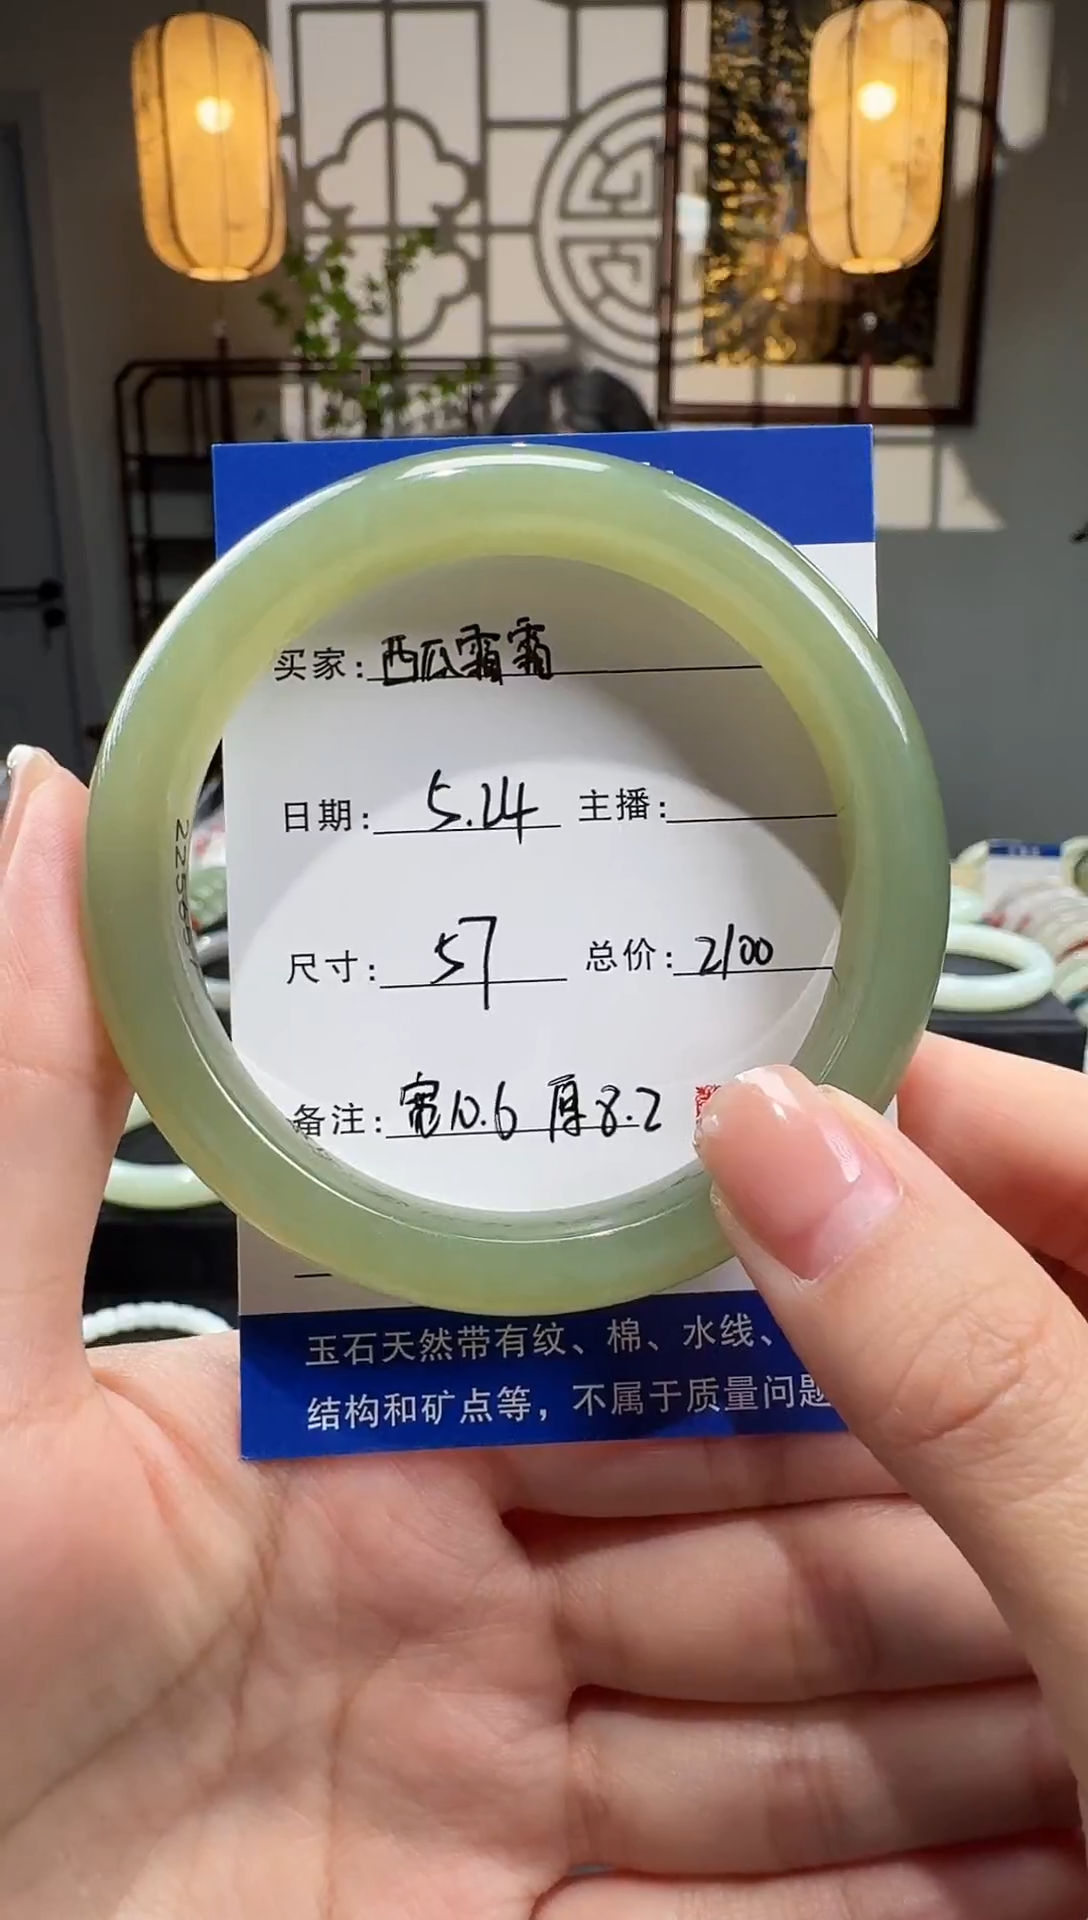 买家：西瓜霜霜
日期：5.24 主播：
尺寸：57 总价：2100
备注：宽10.6 厚8.2
玉石天然带有纹、棉、水线、
结构和矿点等，不属于质量问题